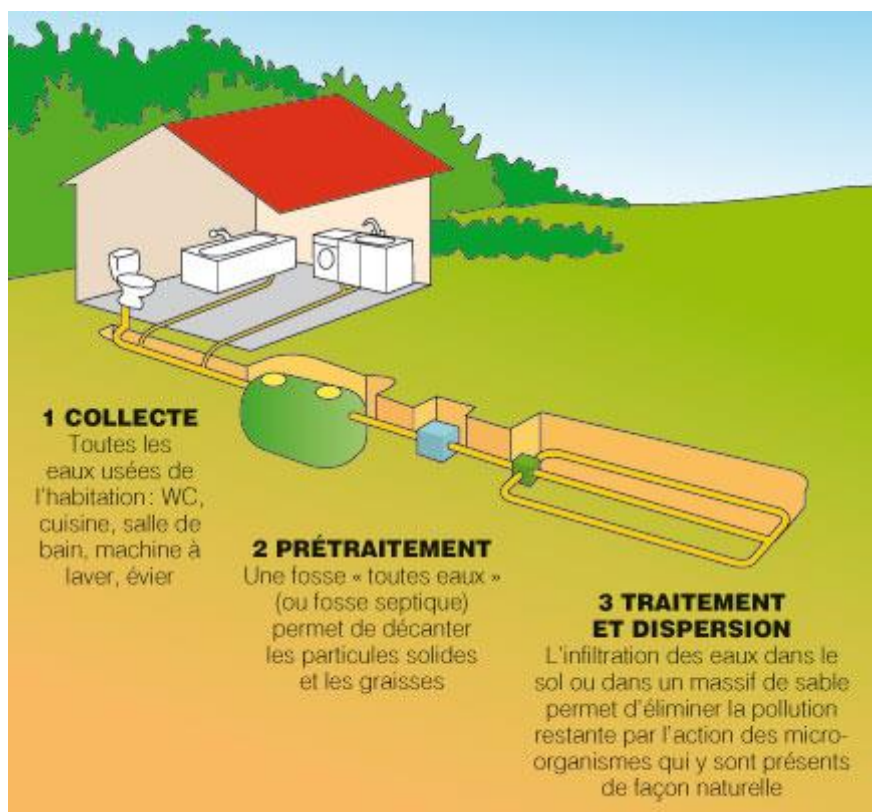 1 COLLECTE
Toutes les
eaux usées de
l'habitation : WC,
cuisine, salle de
bain, machine à
laver, évier
2 PRÉTRAITEMENT
Une fosse « toutes eaux »
(ou fosse septique)
permet de décanter
les particules solides
et les graisses
3 TRAITEMENT
ET DISPERSION
L'infiltration des eaux dans le
sol ou dans un massif de sable
permet d'éliminer la pollution
restante par l'action des micro-
organismes qui y sont présents
de façon naturelle